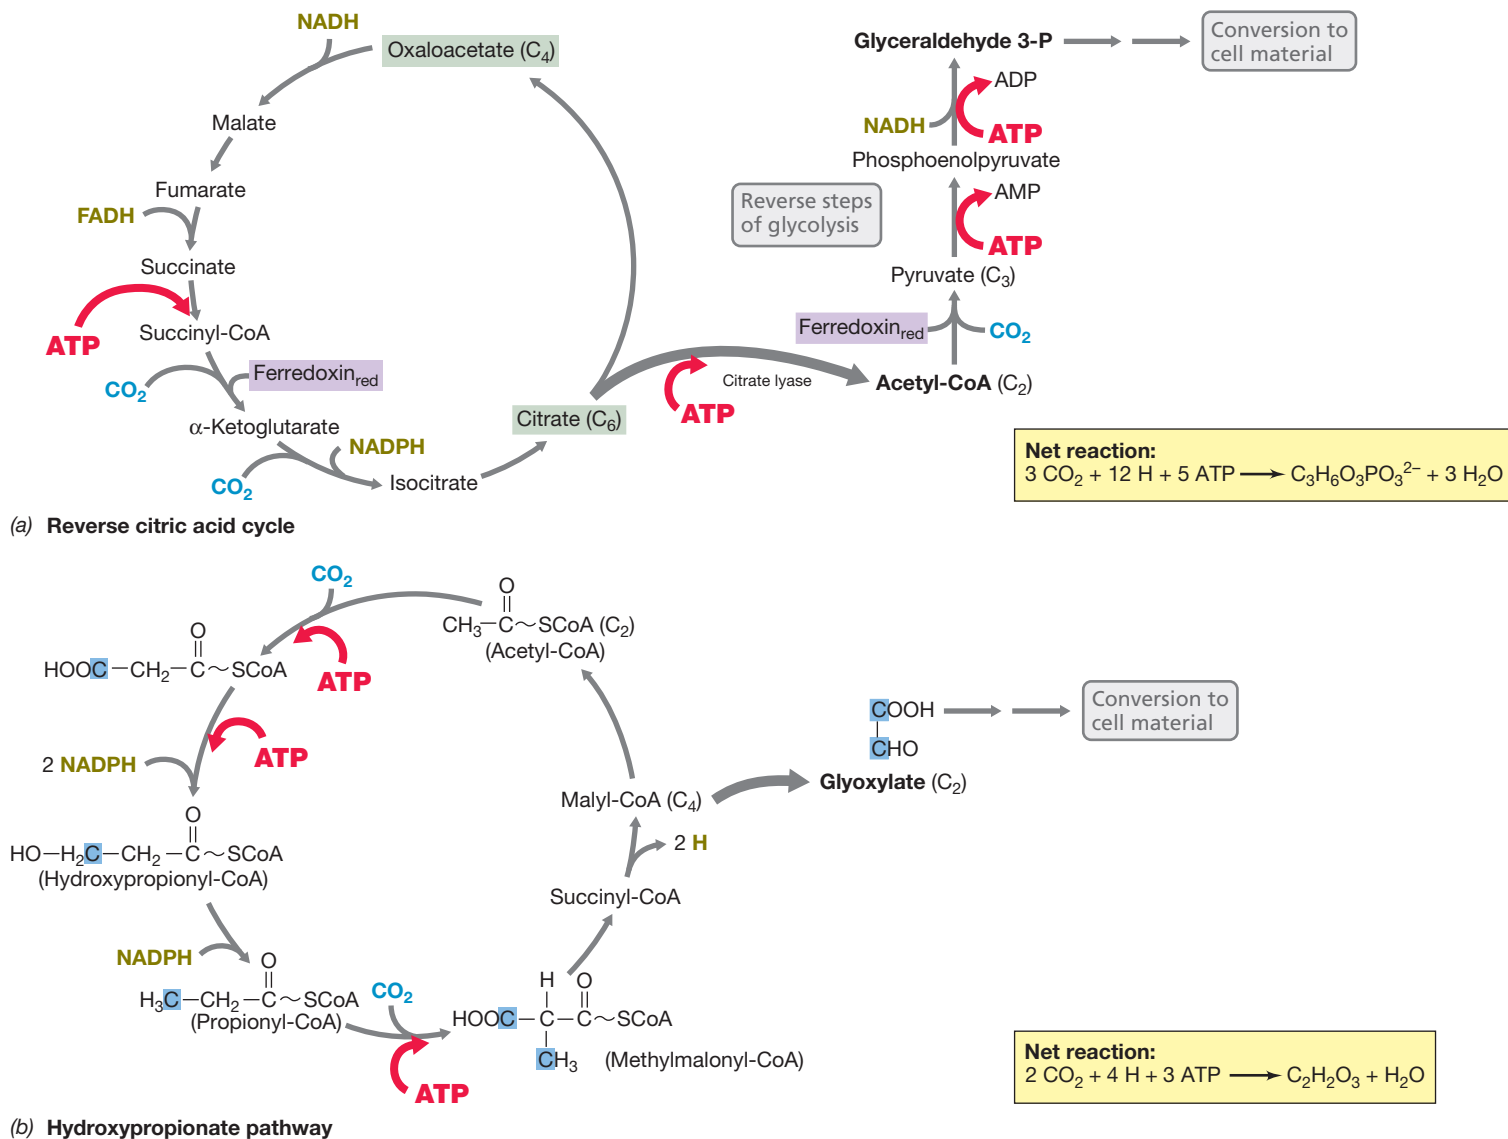 NADH
Oxaloacetate (C₄)
Malate
Fumarate
FADH
Succinate
ATP
Succinyl-CoA
CO₂
Ferredoxin_red
α-Ketoglutarate
NADPH
CO₂
Isocitrate
Citrate (C₆)
ATP
Citrate lyase
Acetyl-CoA (C₂)
Ferredoxin_red
CO₂
Pyruvate (C₃)
Reverse steps
of glycolysis
AMP
ATP
Phosphoenolpyruvate
NADH
ADP
ATP
Glyceraldehyde 3-P
Conversion to
cell material
Net reaction:
3 CO₂ + 12 H + 5 ATP ⟶ C₃H₆O₃PO₃²⁻ + 3 H₂O
(a) Reverse citric acid cycle
CO₂
O
CH₃—C～SCoA (C₂)
(Acetyl-CoA)
ATP
O
HOOC—CH₂—C～SCoA
ATP
2 NADPH
O
HO—H₂C—CH₂—C～SCoA
(Hydroxypropionyl-CoA)
NADPH
O
H₃C—CH₂—C～SCoA
(Propionyl-CoA)
CO₂
ATP
H O
HOOC—C—C～SCoA
CH₃ (Methylmalonyl-CoA)
Succinyl-CoA
2 H
Malyl-CoA (C₄)
COOH
CHO
Glyoxylate (C₂)
Conversion to
cell material
Net reaction:
2 CO₂ + 4 H + 3 ATP ⟶ C₂H₂O₃ + H₂O
(b) Hydroxypropionate pathway